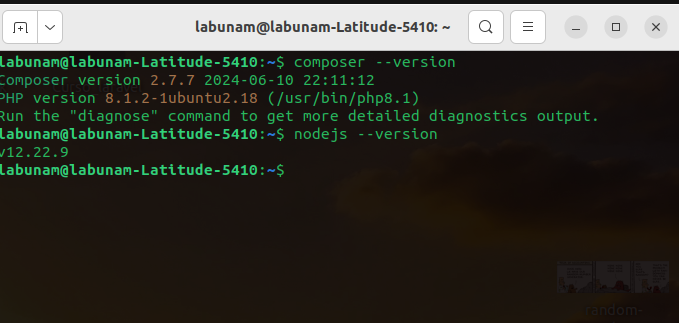 labunam@labunam-Latitude-5410: ~
labunam@labunam-Latitude-5410:~$ composer --version
Composer version 2.7.7 2024-06-10 22:11:12
PHP version 8.1.2-1ubuntu2.18 (/usr/bin/php8.1)
Run the "diagnose" command to get more detailed diagnostics output.
labunam@labunam-Latitude-5410:~$ nodejs --version
v12.22.9
labunam@labunam-Latitude-5410:~$
random-